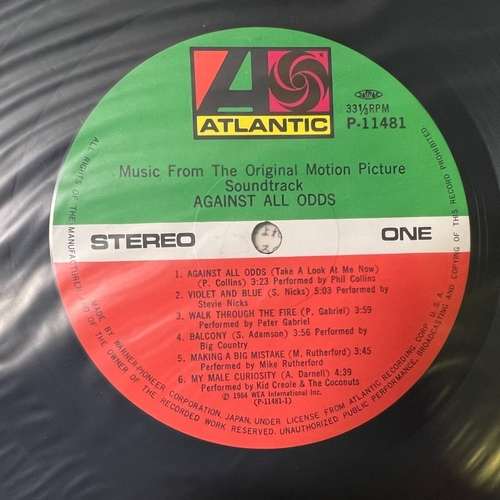 ATLANTIC
33⅓RPM
P-11481
Music From The Original Motion Picture
Soundtrack
AGAINST ALL ODDS
STEREO ONE
1. AGAINST ALL ODDS (Take A Look At Me Now)
(P. Collins) 3:23 Performed by Phil Collins
2. VIOLET AND BLUE (S. Nicks) 5:03 Performed by
Stevie Nicks
3. WALK THROUGH THE FIRE (P. Gabriel) 3:59
Performed by Peter Gabriel
4. BALCONY (S. Adamson) 3:56 Performed by
Big Country
5. MAKING A BIG MISTAKE (M. Rutherford) 3:45
Performed by Mike Rutherford
6. MY MALE CURIOSITY (A. Darnell) 4:39
Performed by Kid Creole & The Coconuts
℗ 1984 WEA International Inc.
(P-11481-1)
MADE BY WARNER-PIONEER CORPORATION, JAPAN, UNDER LICENSE FROM ATLANTIC RECORDING CORP. U.S.A.
ALL RIGHTS OF THE MANUFACTURER
D OF THE OWNER OF THE RECORDED WORK RESERVED. UNAUTHORIZED PUBLIC PERFORMANCE, BROADCASTING AND COPYING OF THIS RECORD PROHIBITED.